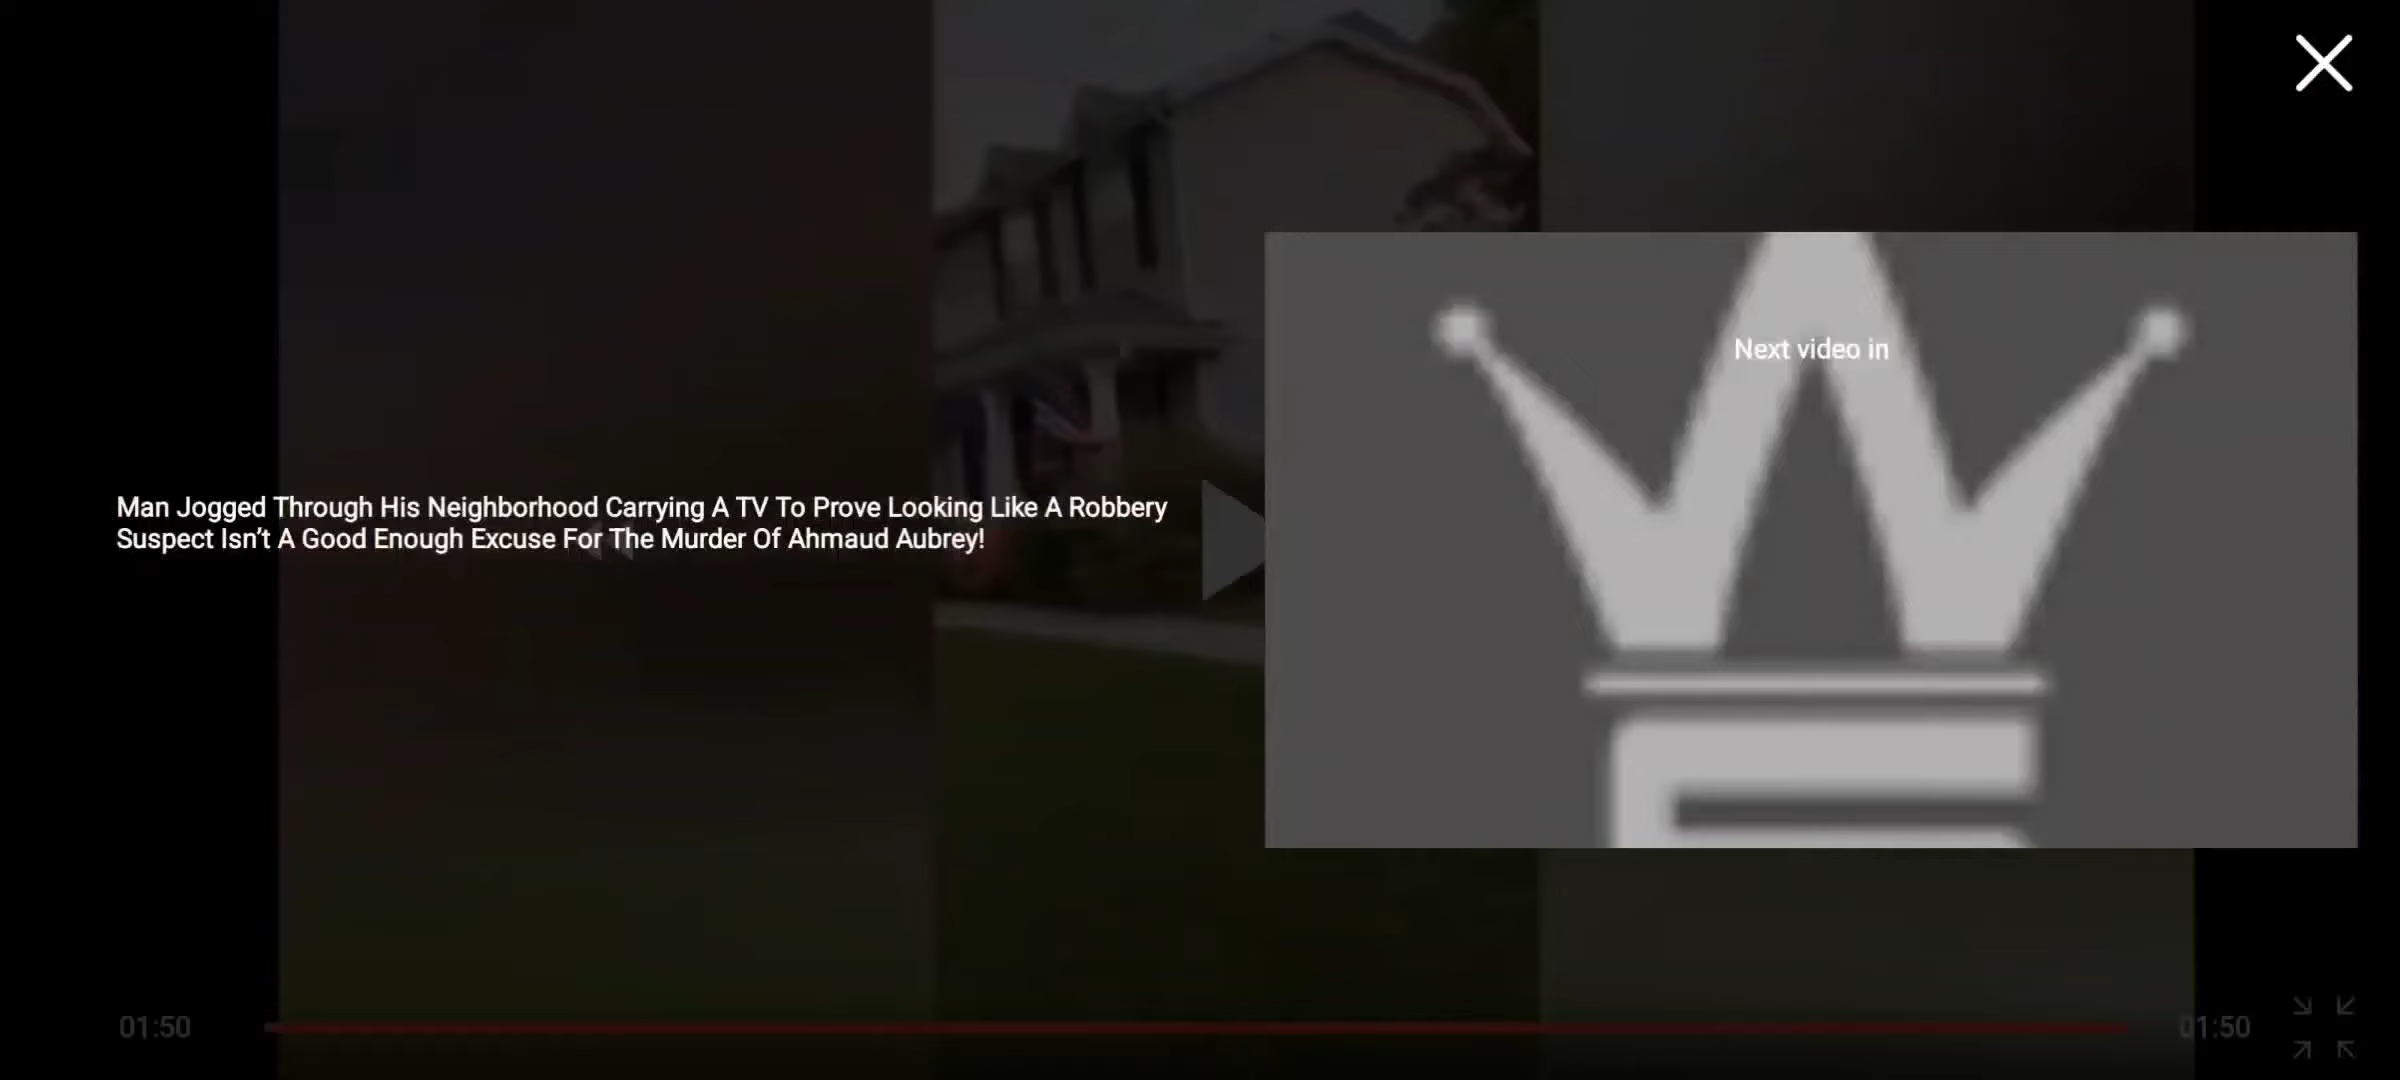 Next video in
Man Jogged Through His Neighborhood Carrying A TV To Prove Looking Like A Robbery
Suspect Isn’t A Good Enough Excuse For The Murder Of Ahmaud Aubrey!
01:50
01:50